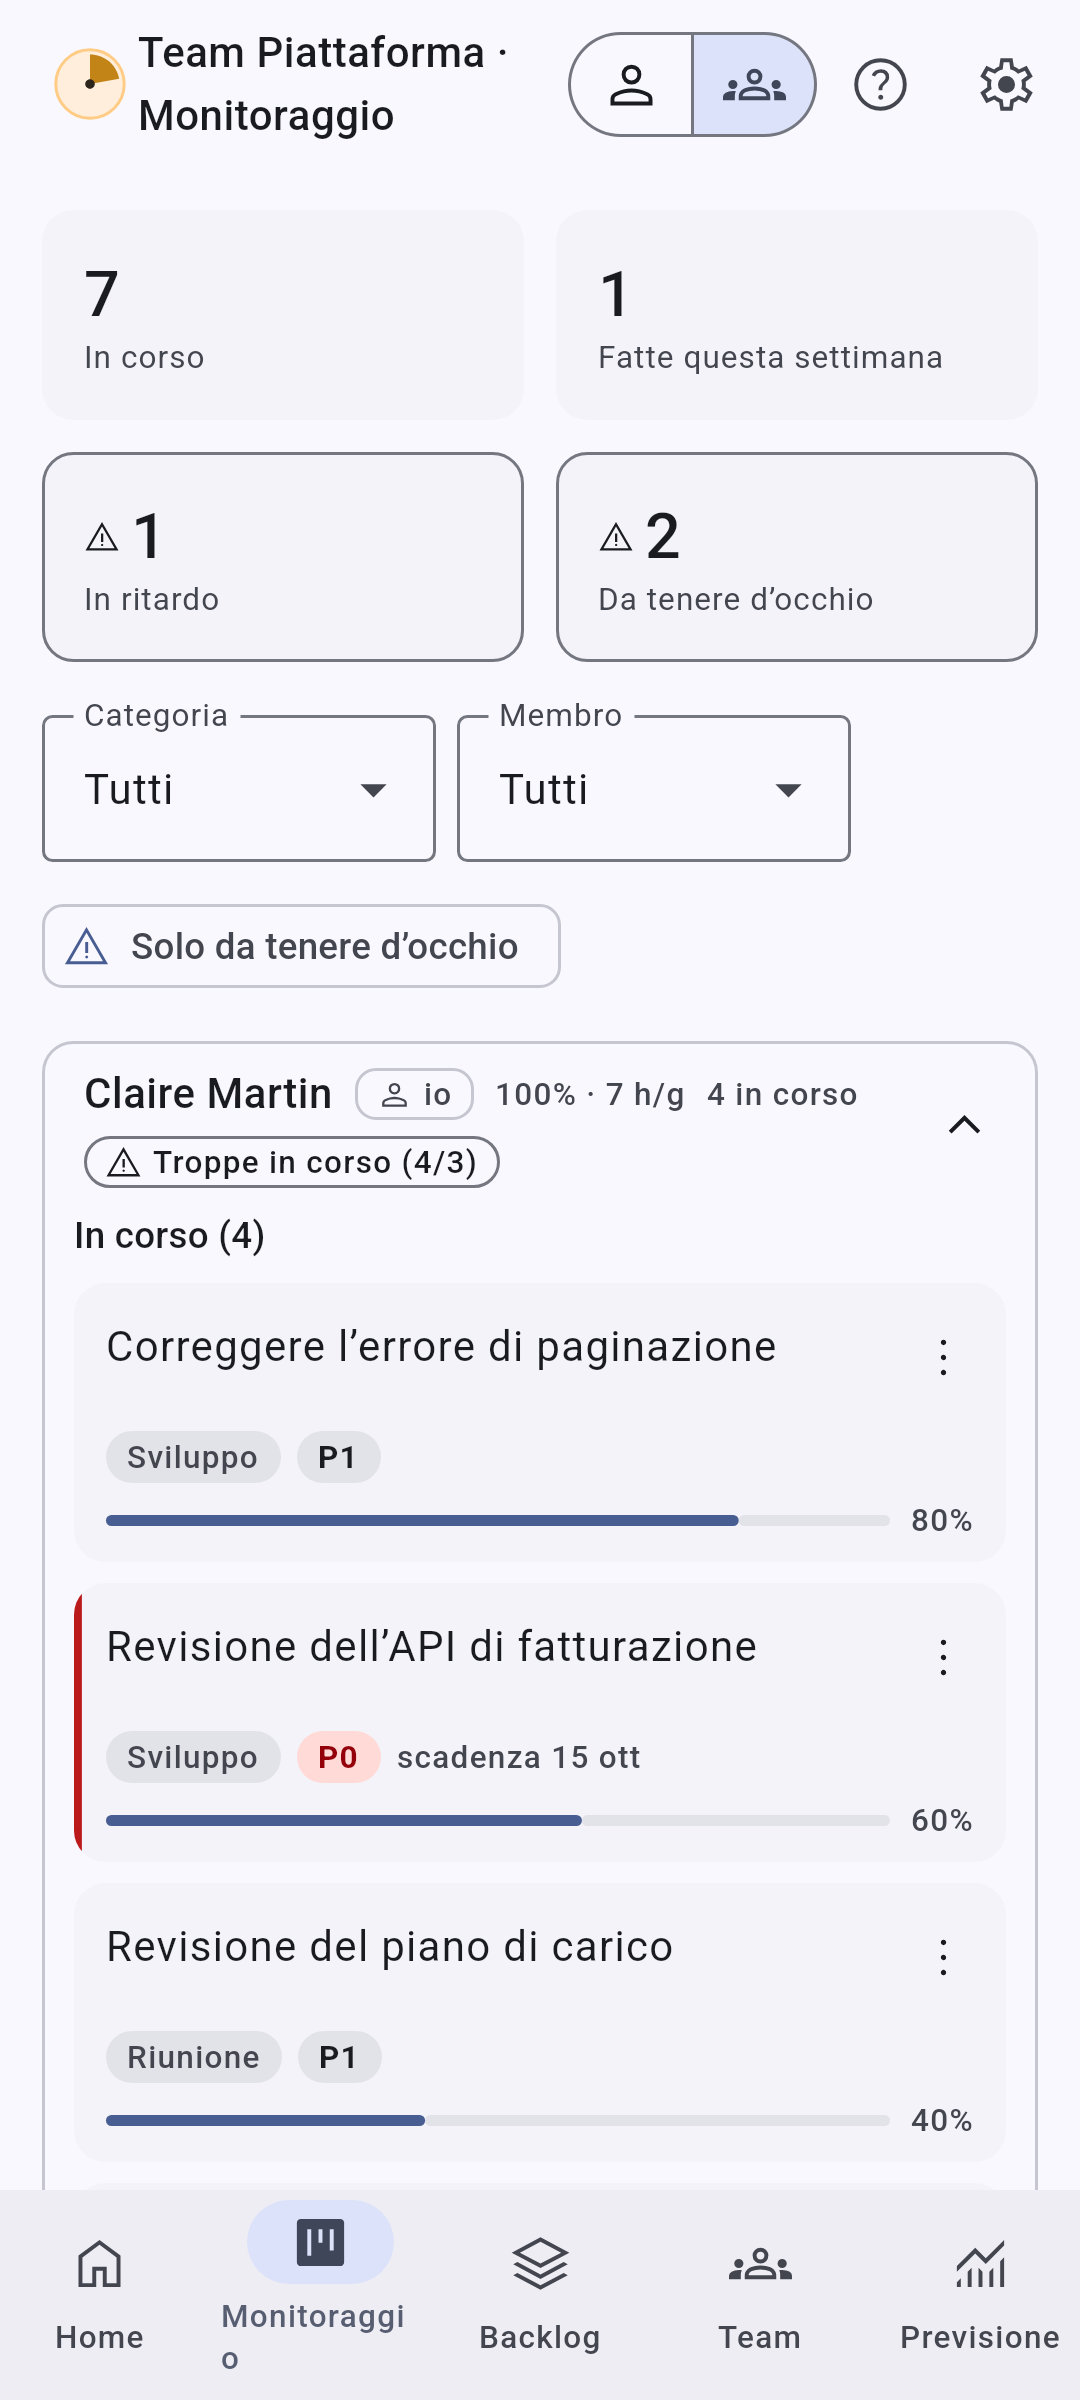 Team Piattaforma ·
Monitoraggio
7
In corso
1
Fatte questa settimana
1
In ritardo
2
Da tenere d’occhio
Categoria
Tutti
Membro
Tutti
Solo da tenere d’occhio
Claire Martin io 100% · 7 h/g 4 in corso
Troppe in corso (4/3)
In corso (4)
Correggere l’errore di paginazione
Sviluppo P1
80%
Revisione dell’API di fatturazione
Sviluppo P0 scadenza 15 ott
60%
Revisione del piano di carico
Riunione P1
40%
Home
Monitoraggi
o
Backlog
Team
Previsione